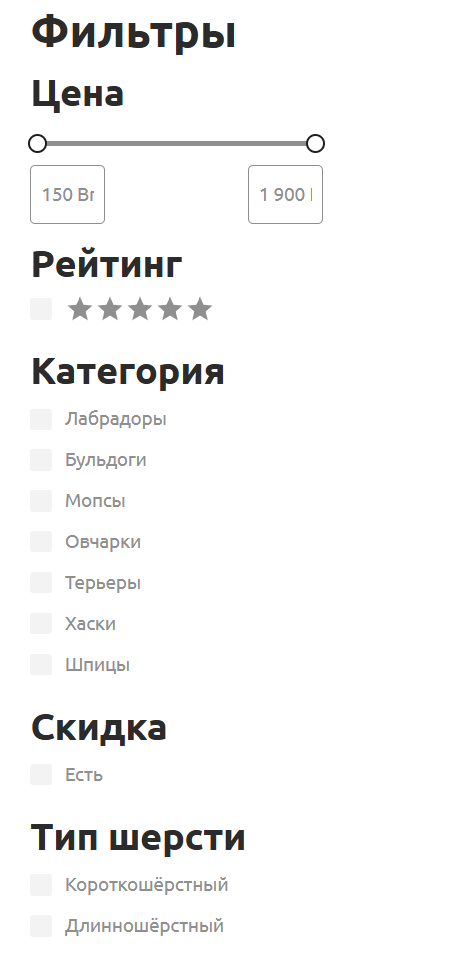 Фильтры
Цена
150 Br 1 900
Рейтинг
Категория
Лабрадоры
Бульдоги
Мопсы
Овчарки
Терьеры
Хаски
Шпицы
Скидка
Есть
Тип шерсти
Короткошёрстный
Длинношёрстный